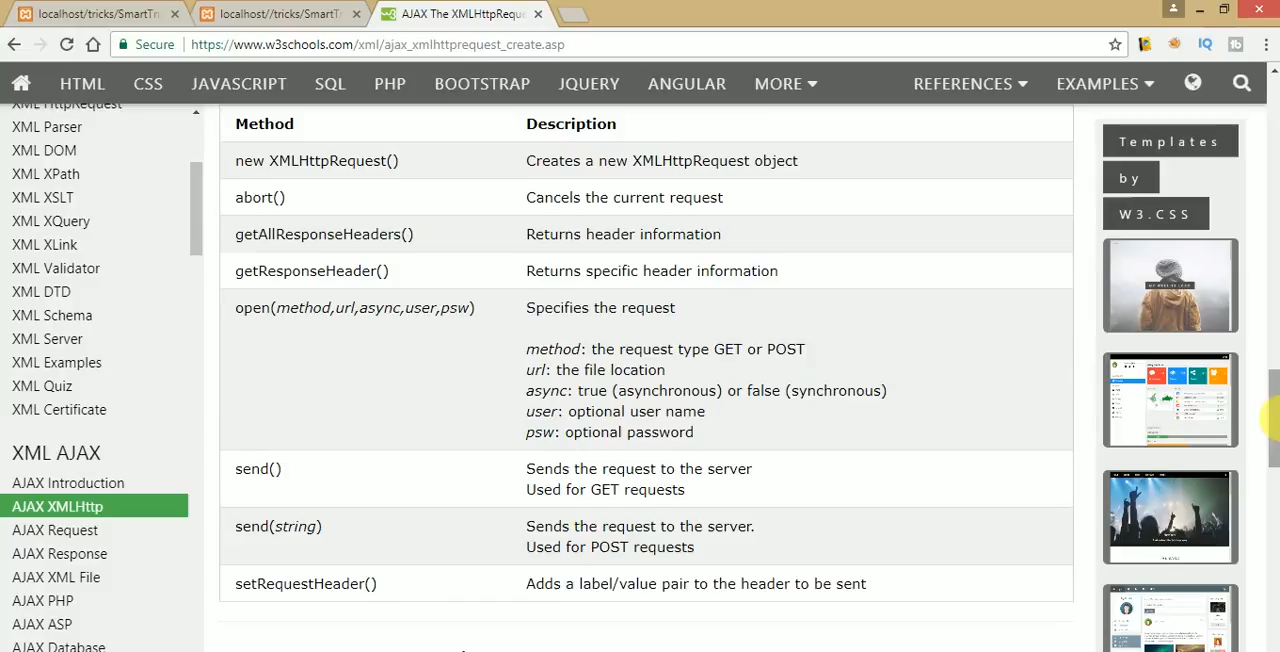 localhost/tricks/SmartTri
localhost//tricks/SmartT
AJAX The XMLHttpReque
Secure
https://www.w3schools.com/xml/ajax_xmlhttprequest_create.asp
HTML CSS JAVASCRIPT SQL PHP BOOTSTRAP JQUERY ANGULAR MORE REFERENCES EXAMPLES
XML HttpRequest
XML Parser
XML DOM
XML XPath
XML XSLT
XML XQuery
XML XLink
XML Validator
XML DTD
XML Schema
XML Server
XML Examples
XML Quiz
XML Certificate
XML AJAX
AJAX Introduction
AJAX XMLHttp
AJAX Request
AJAX Response
AJAX XML File
AJAX PHP
AJAX ASP
AJAX Database
Method Description
new XMLHttpRequest() Creates a new XMLHttpRequest object
abort() Cancels the current request
getAllResponseHeaders() Returns header information
getResponseHeader() Returns specific header information
open(method,url,async,user,psw) Specifies the request
method: the request type GET or POST
url: the file location
async: true (asynchronous) or false (synchronous)
user: optional user name
psw: optional password
send() Sends the request to the server
Used for GET requests
send(string) Sends the request to the server.
Used for POST requests
setRequestHeader() Adds a label/value pair to the header to be sent
Templates
by
W3.CSS